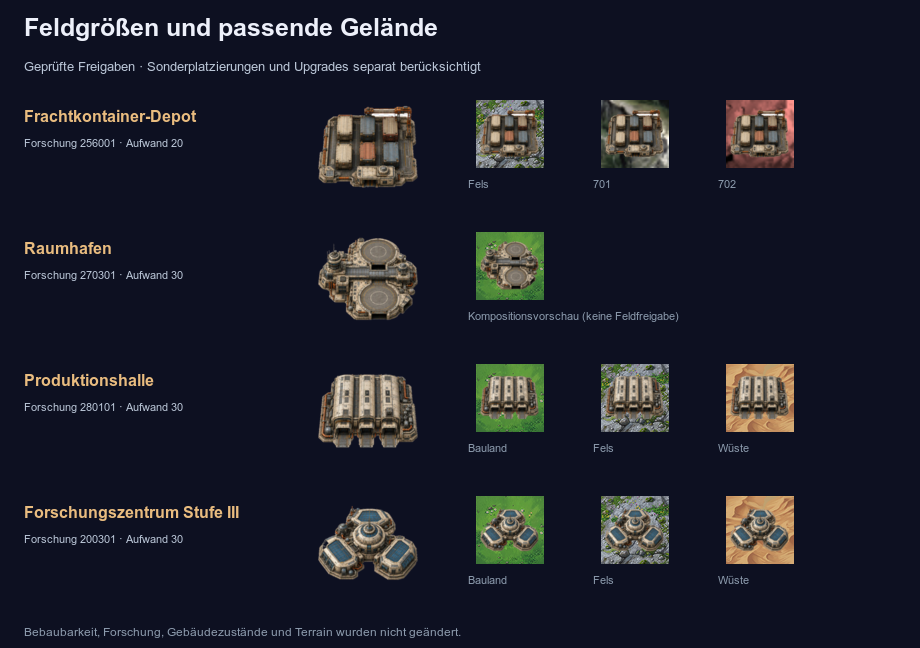 Feldgrößen und passende Gelände
Geprüfte Freigaben · Sonderplatzierungen und Upgrades separat berücksichtigt
Frachtkontainer-Depot
Forschung 256001 · Aufwand 20
Fels
701
702
Raumhafen
Forschung 270301 · Aufwand 30
Kompositionsvorschau (keine Feldfreigabe)
Produktionshalle
Forschung 280101 · Aufwand 30
Bauland
Fels
Wüste
Forschungszentrum Stufe III
Forschung 200301 · Aufwand 30
Bauland
Fels
Wüste
Bebaubarkeit, Forschung, Gebäudezustände und Terrain wurden nicht geändert.